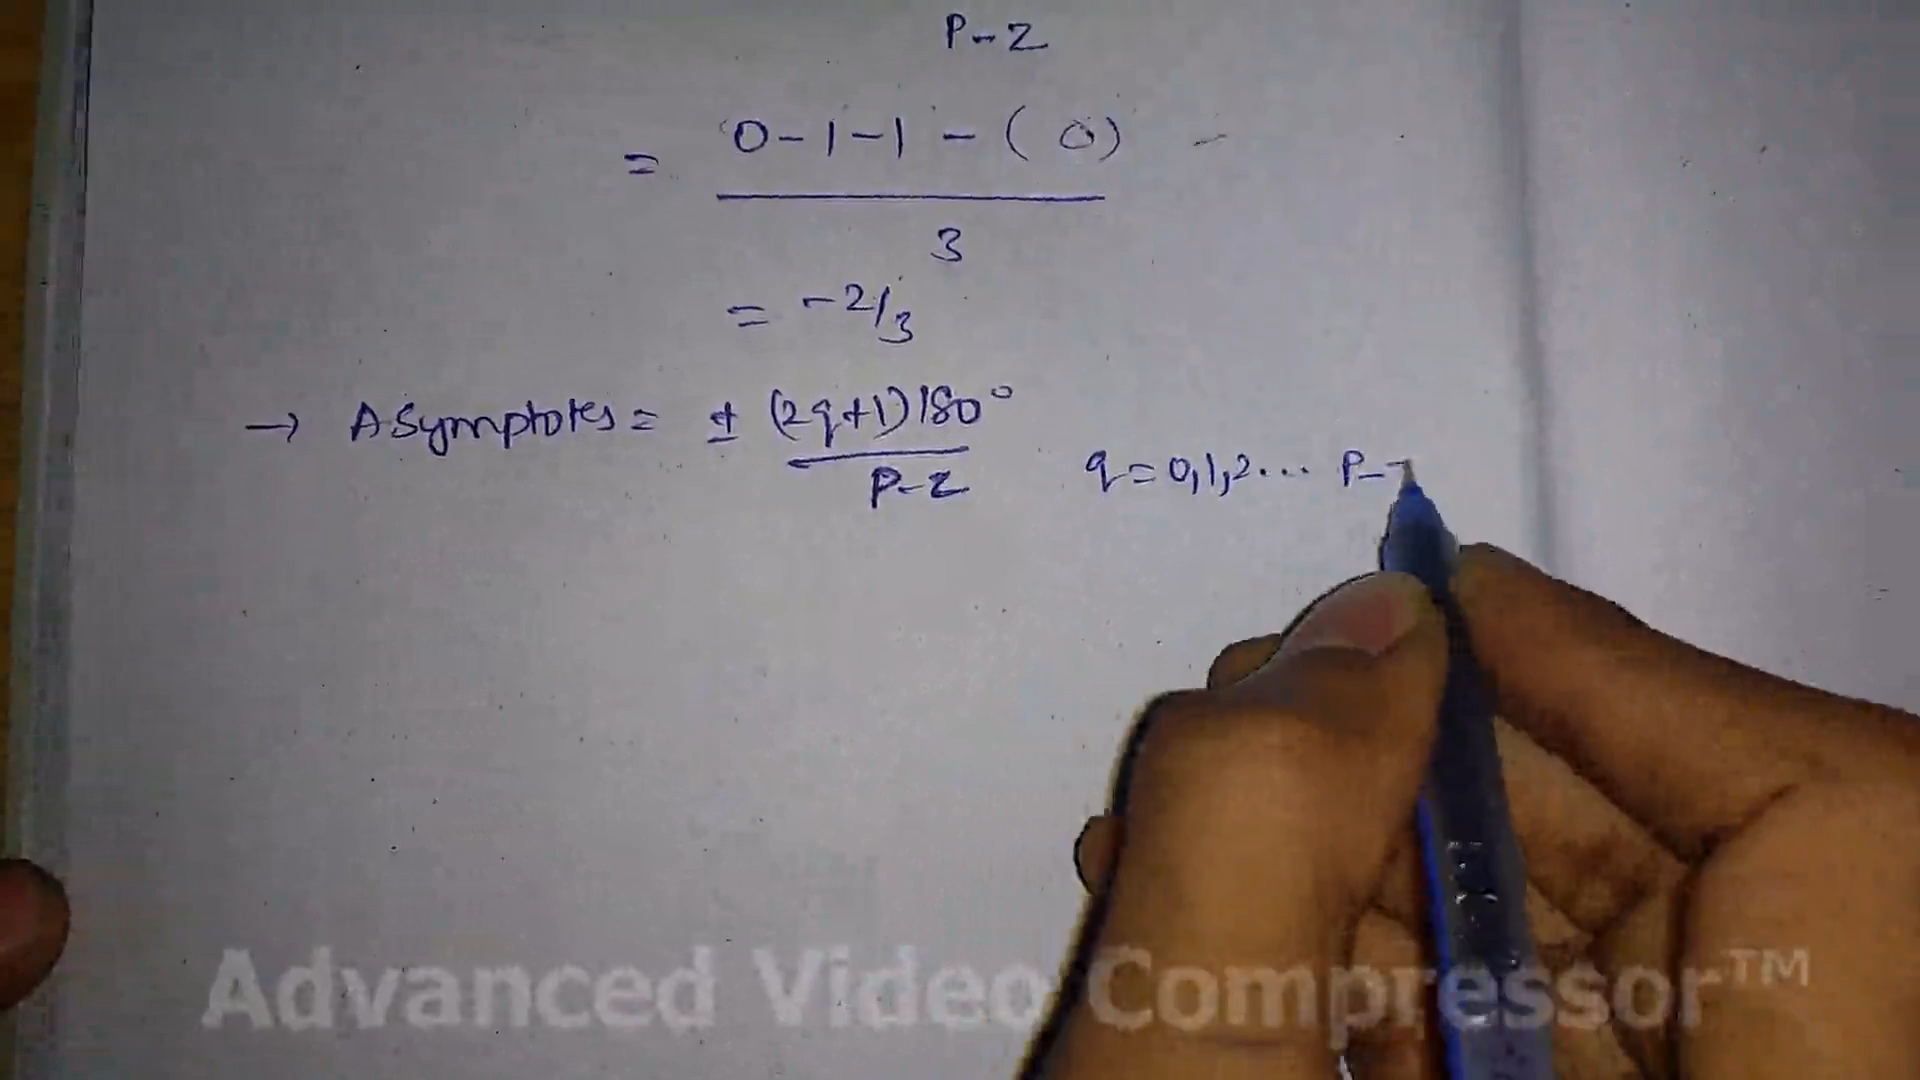 P-Z
= 0-1-1-(0)
3
= -2/3
→ Asymptotes = ± (2q+1)180°
P-Z
q=0,1,2... P-
Advanced Video Compressor™